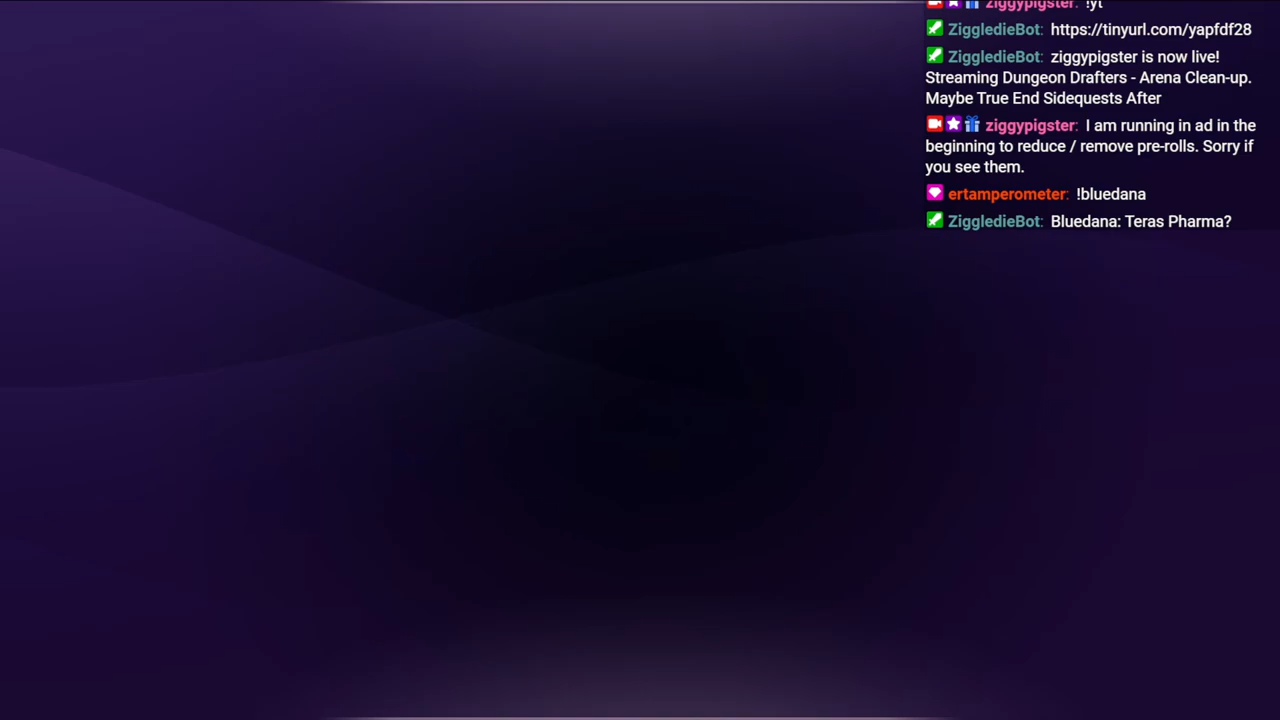 ziggypigster: !yt
ZiggledieBot: https://tinyurl.com/yapfdf28
ZiggledieBot: ziggypigster is now live!
Streaming Dungeon Drafters - Arena Clean-up.
Maybe True End Sidequests After
ziggypigster: I am running in ad in the
beginning to reduce / remove pre-rolls. Sorry if
you see them.
ertamperometer: !bluedana
ZiggledieBot: Bluedana: Teras Pharma?